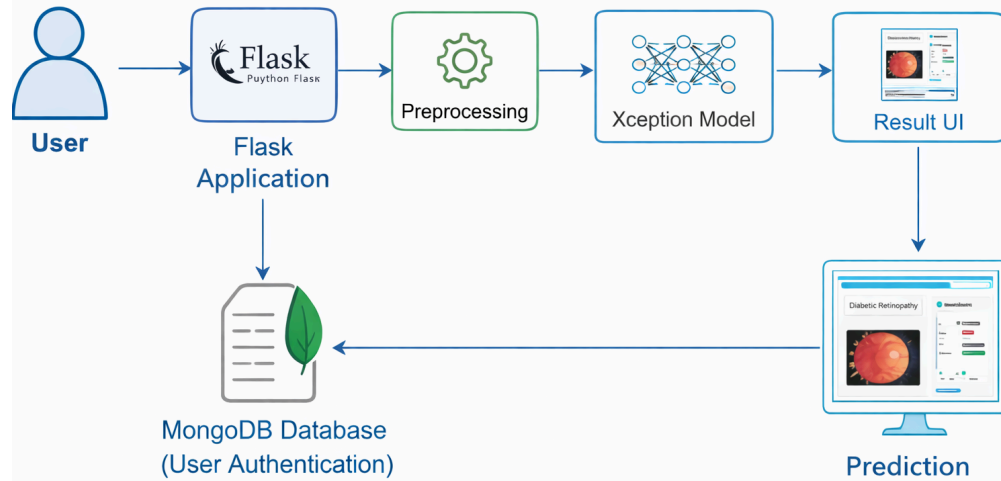 User
Flask
Puython Flask
Flask
Application
Preprocessing
Xception Model
Result UI
MongoDB Database
(User Authentication)
Diabetic Retinopathy
Prediction